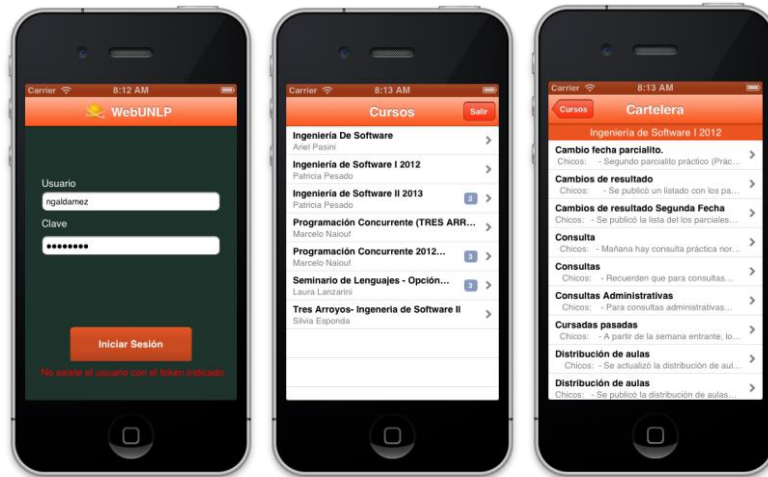 Carrier 8:12 AM
WebUNLP
Usuario
ngaldamez
Clave
••••••••
Iniciar Sesión
No existe el usuario con el token indicado
Carrier 8:13 AM
Cursos Salir
Ingeniería De Software
Ariel Pasini
Ingeniería de Software I 2012
Patricia Pesado
Ingeniería de Software II 2013
Patricia Pesado
2
Programación Concurrente (TRES ARR...
Marcelo Naiouf
Programación Concurrente 2012...
Marcelo Naiouf
3
Seminario de Lenguajes - Opción...
Laura Lanzarini
3
Tres Arroyos- Ingenieria de Software II
Silvia Esponda
Carrier 8:13 AM
Cursos Cartelera
Ingeniería de Software I 2012
Cambio fecha parcialito.
Chicos: - Segundo parcialito práctico (Prác...
Cambios de resultado
Chicos: - Se publicó un listado con los pa...
Cambios de resultado Segunda Fecha
Chicos: - Se publicó la lista del los parciales...
Consulta
Chicos: - Mañana hay consulta práctica nor...
Consultas
Chicos: - Recuerden que para consultas...
Consultas Administrativas
Chicos: - Para consultas administrativas...
Cursadas pasadas
Chicos: - A partir de la semana entrante, lo...
Distribución de aulas
Chicos: - Se actualizó la distribución de aul...
Distribución de aulas
Chicos: - Se publicó la distribución de aulas...